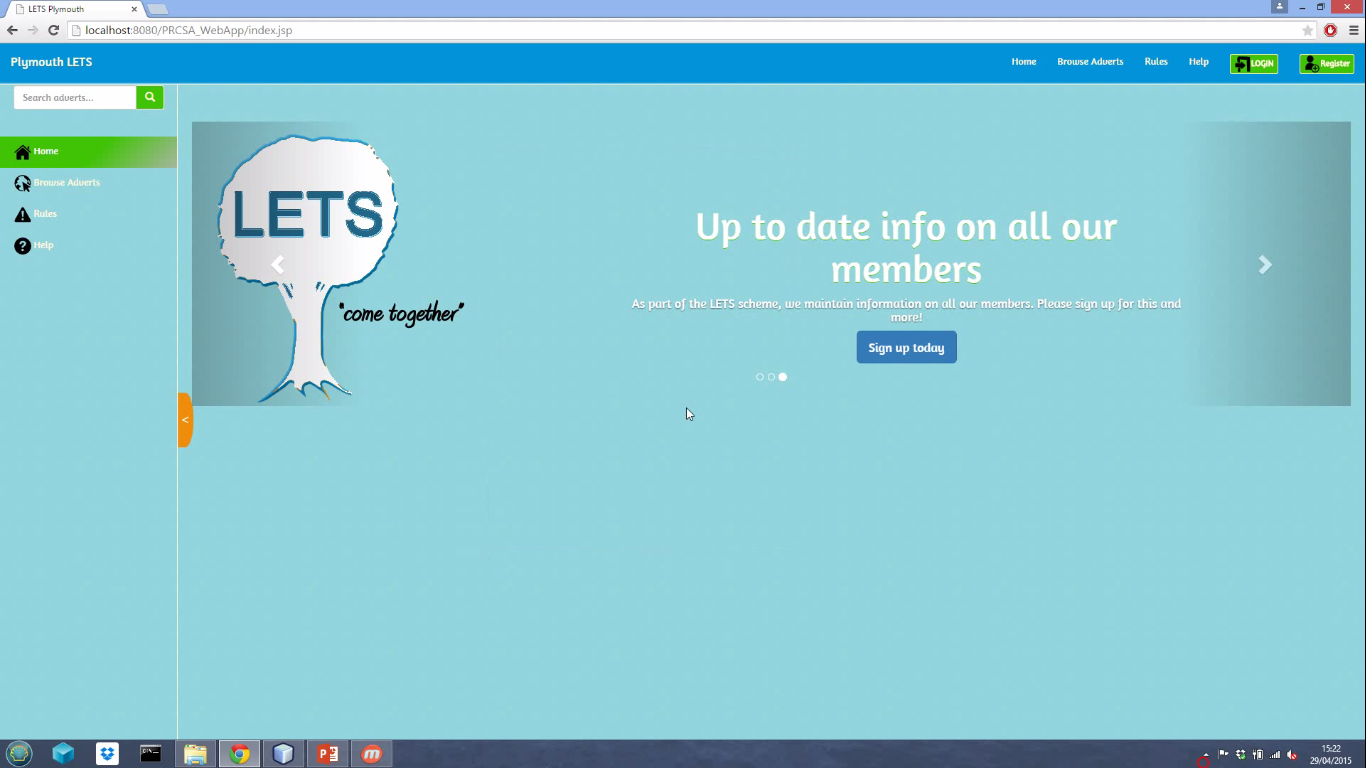 LETS Plymouth
localhost:8080/PRCSA_WebApp/index.jsp
Plymouth LETS
Home
Browse Adverts
Rules
Help
LOGIN
Register
Search adverts...
Home
Browse Adverts
Rules
Help
LETS
"come together"
Up to date info on all our
members
As part of the LETS scheme, we maintain information on all our members. Please sign up for this and
more!
Sign up today
<
15:22
29/04/2015